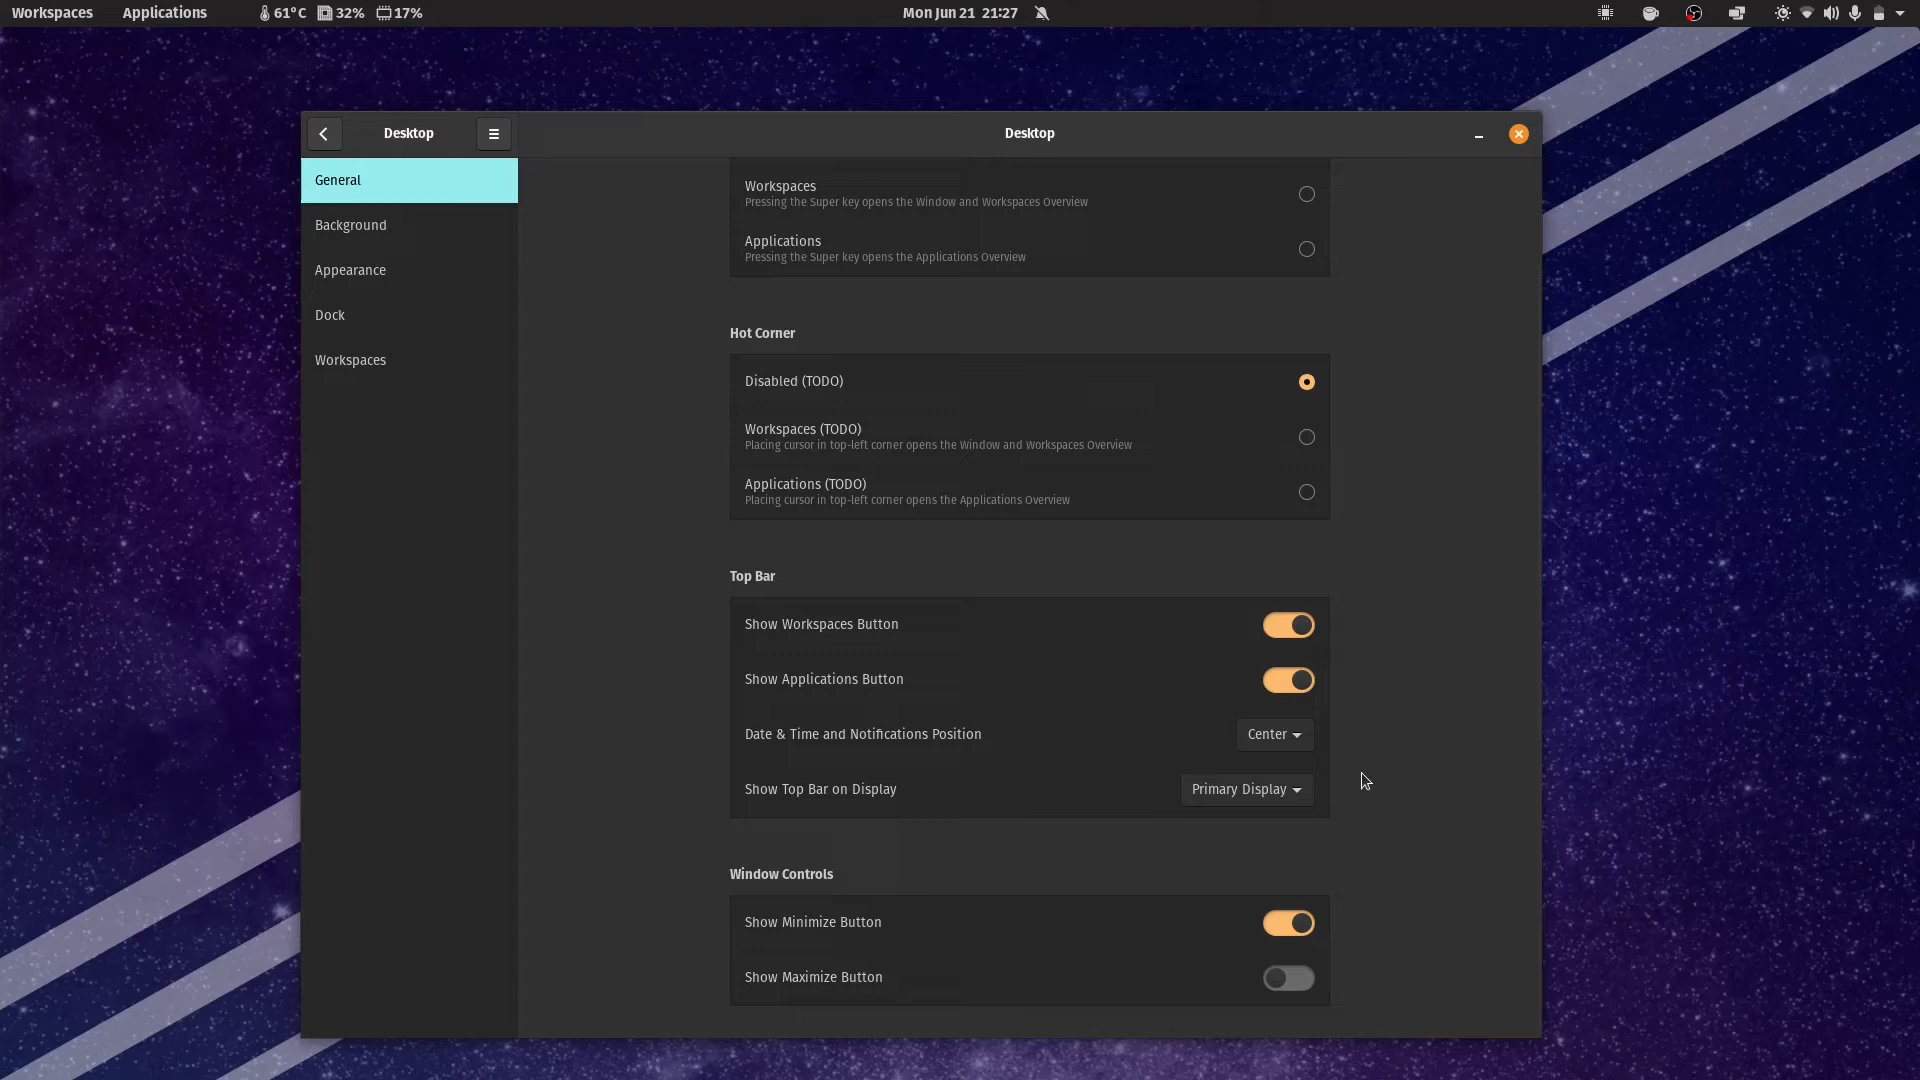 Workspaces Applications 61°C 32% 17% Mon Jun 21 21:27
Desktop
Desktop
General
Background
Appearance
Dock
Workspaces
Workspaces
Pressing the Super key opens the Window and Workspaces Overview
Applications
Pressing the Super key opens the Applications Overview
Hot Corner
Disabled (TODO)
Workspaces (TODO)
Placing cursor in top-left corner opens the Window and Workspaces Overview
Applications (TODO)
Placing cursor in top-left corner opens the Applications Overview
Top Bar
Show Workspaces Button
Show Applications Button
Date & Time and Notifications Position Center
Show Top Bar on Display Primary Display
Window Controls
Show Minimize Button
Show Maximize Button